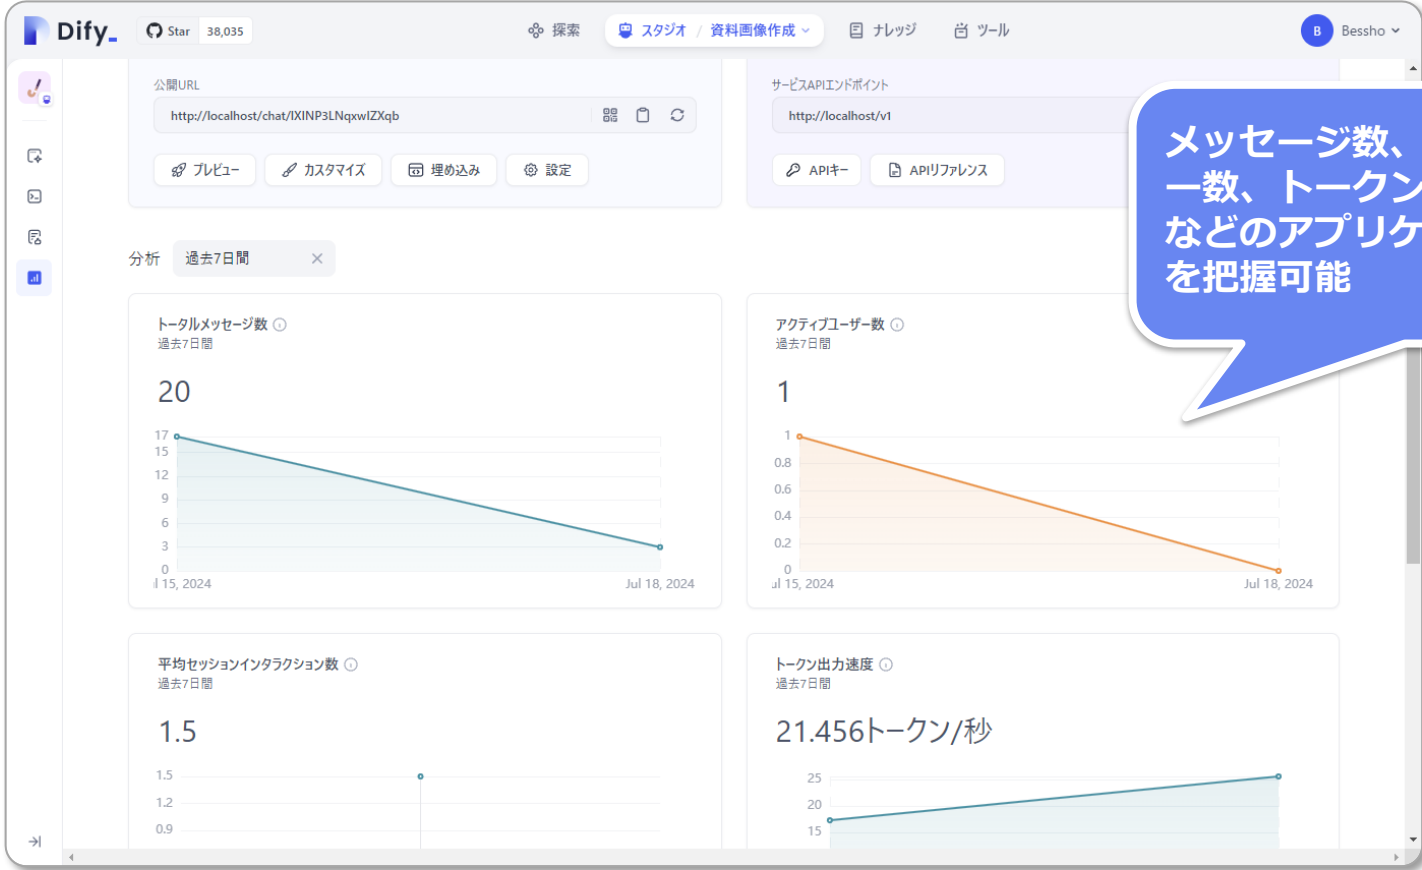 Dify_
Star 38,035
探索
スタジオ / 資料画像作成
ナレッジ
ツール
B Bessho
公開URL
http://localhost/chat/IXINP3LNqxwIZXqb
プレビュー
カスタマイズ
埋め込み
設定
サービスAPIエンドポイント
http://localhost/v1
APIキー
APIリファレンス
メッセージ数、
ー数、トークン
などのアプリケ
を把握可能
分析 過去7日間
トータルメッセージ数
過去7日間
20
17
15
12
9
6
3
0
l 15, 2024
Jul 18, 2024
アクティブユーザー数
過去7日間
1
1
0.8
0.6
0.4
0.2
0
ul 15, 2024
Jul 18, 2024
平均セッションインタラクション数
過去7日間
1.5
1.5
1.2
0.9
トークン出力速度
過去7日間
21.456トークン/秒
25
20
15